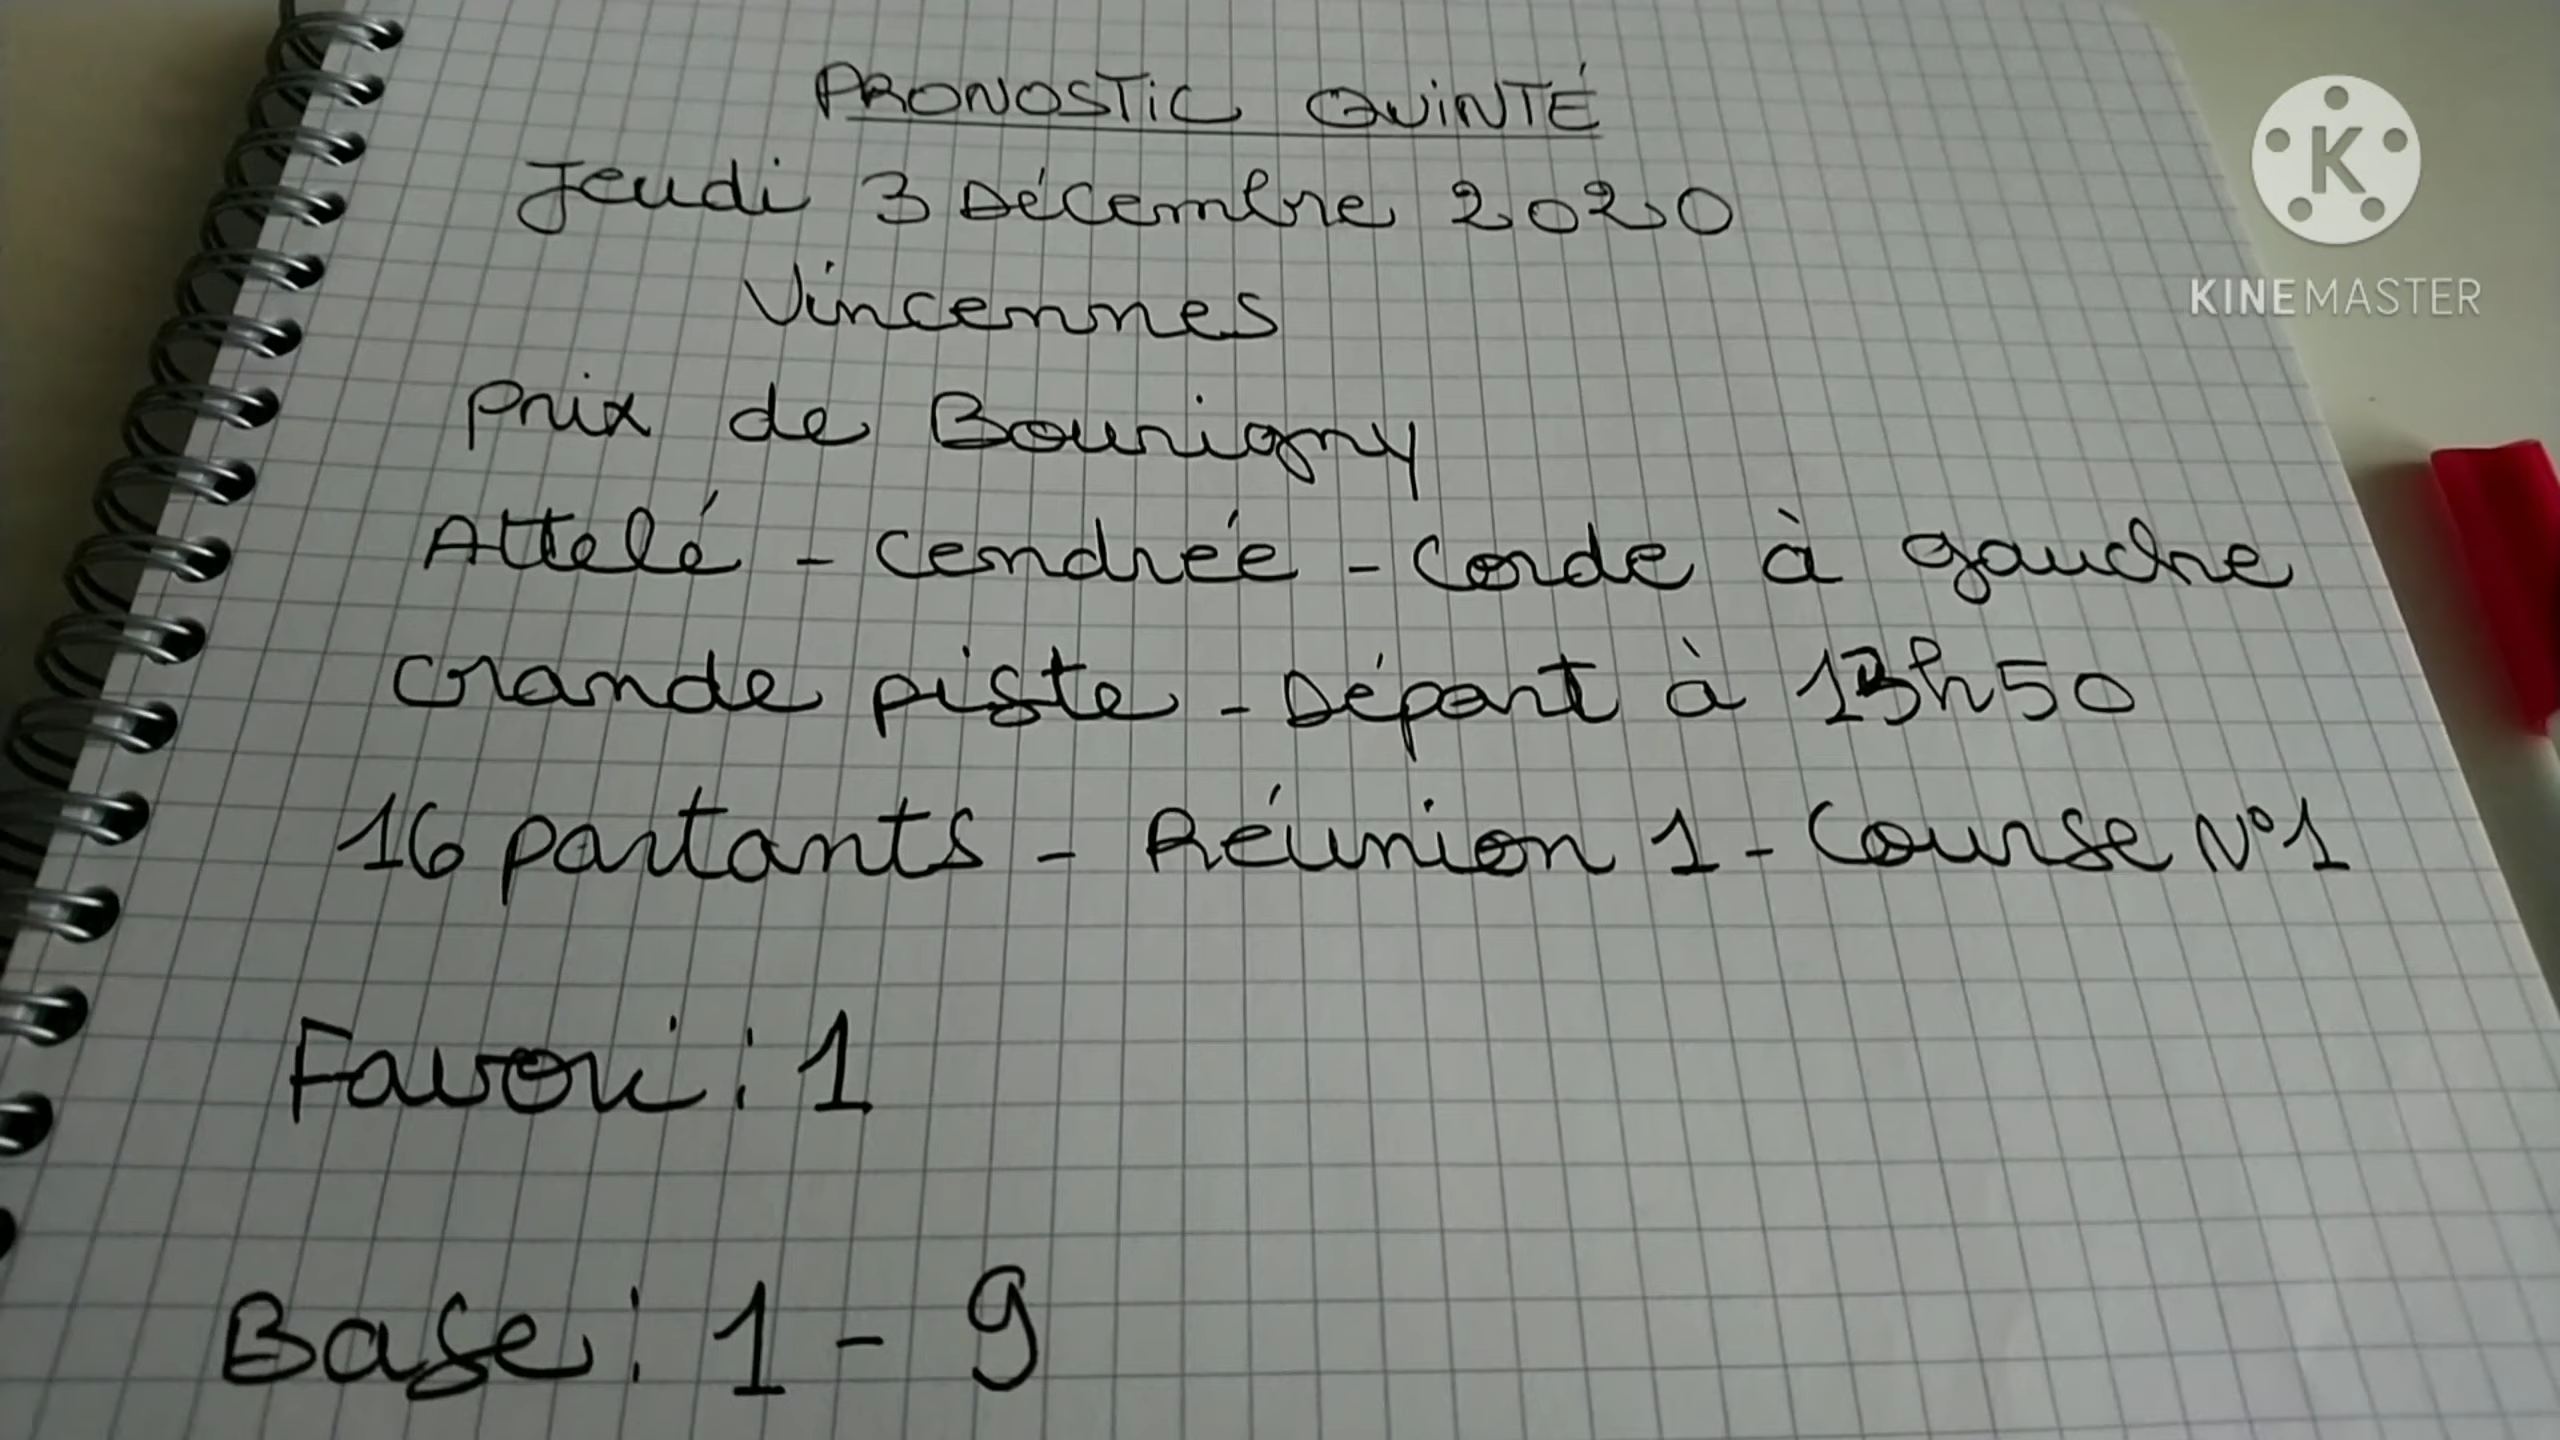 PRONOSTIC QUINTÉ
Jeudi 3 Décembre 2020
Vincennes
Prix de Bourigny
Attelé - Cendrée - Corde à gauche
Grande piste - Départ à 13h50
16 partants - Réunion 1 - Course N°1
Favori : 1
Base : 1 - 9
K
KINEMASTER